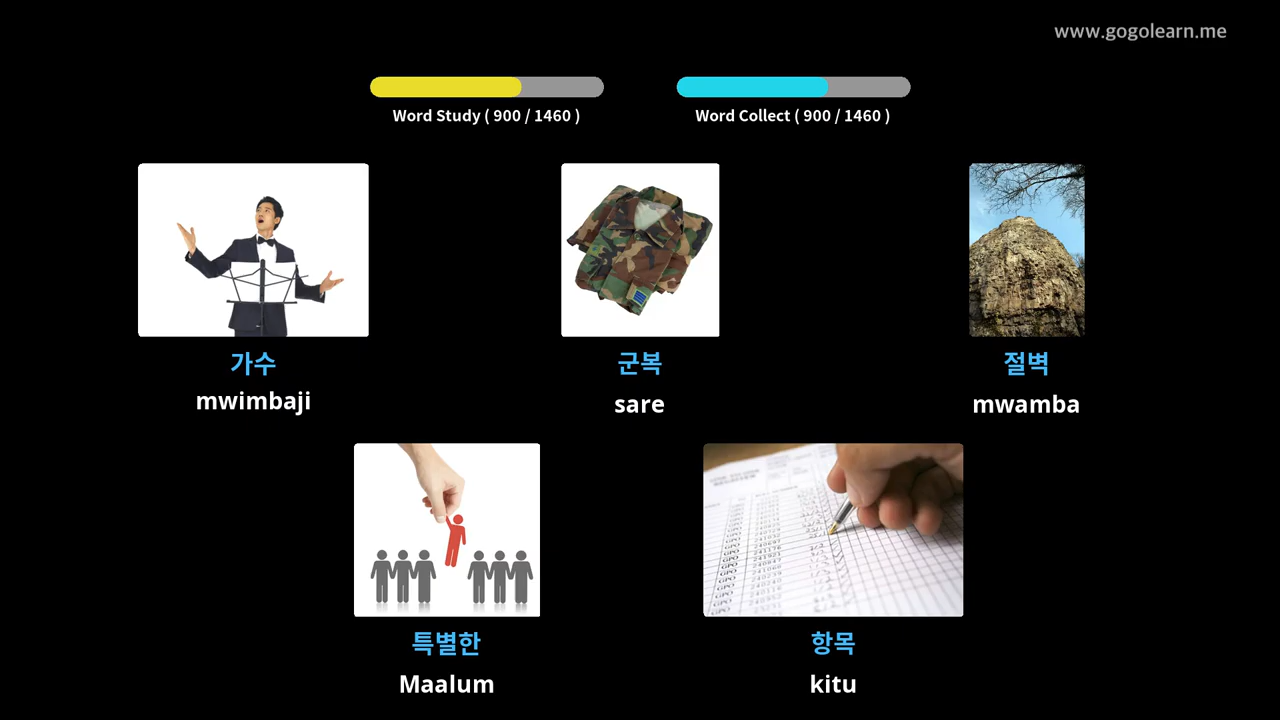 www.gogolearn.me
Word Study ( 900 / 1460 )
Word Collect ( 900 / 1460 )
가수
mwimbaji
군복
sare
절벽
mwamba
특별한
Maalum
항목
kitu